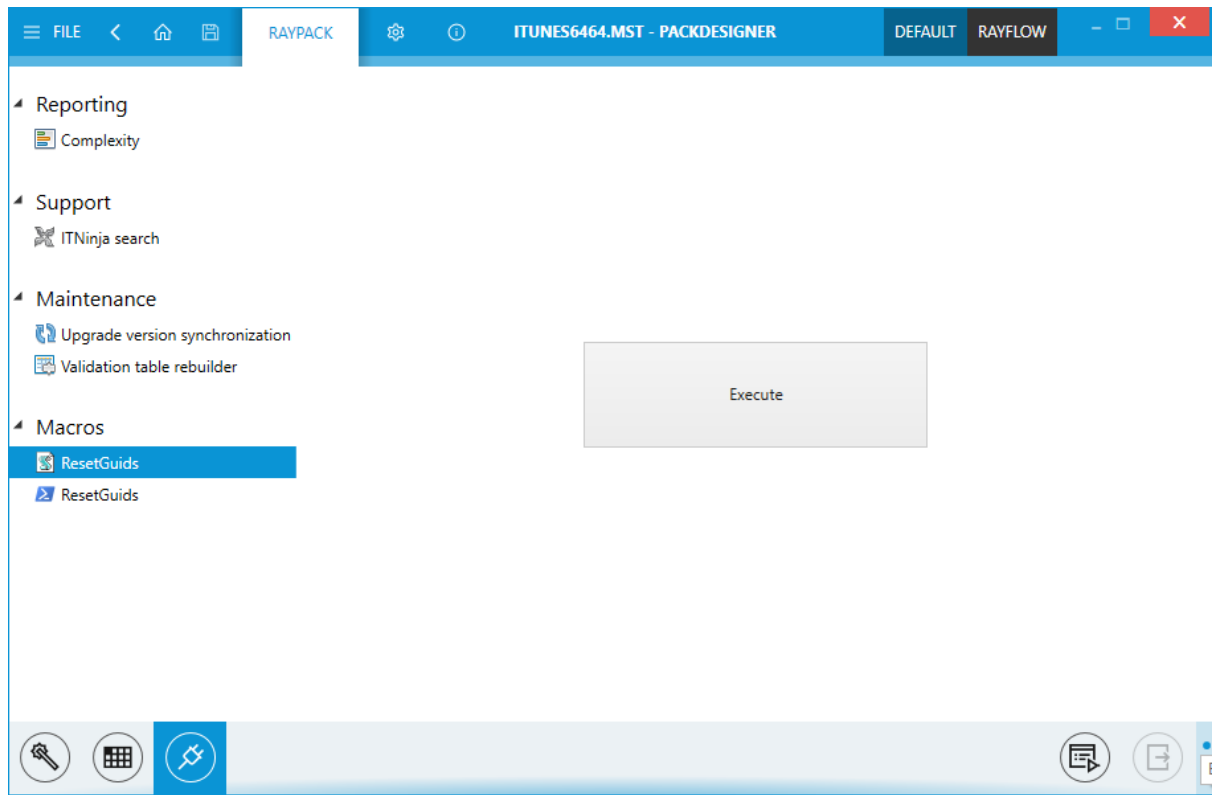 FILE
RAYPACK
ITUNES6464.MST - PACKDESIGNER
DEFAULT
RAYFLOW
Reporting
Complexity
Support
ITNinja search
Maintenance
Upgrade version synchronization
Validation table rebuilder
Execute
Macros
ResetGuids
ResetGuids